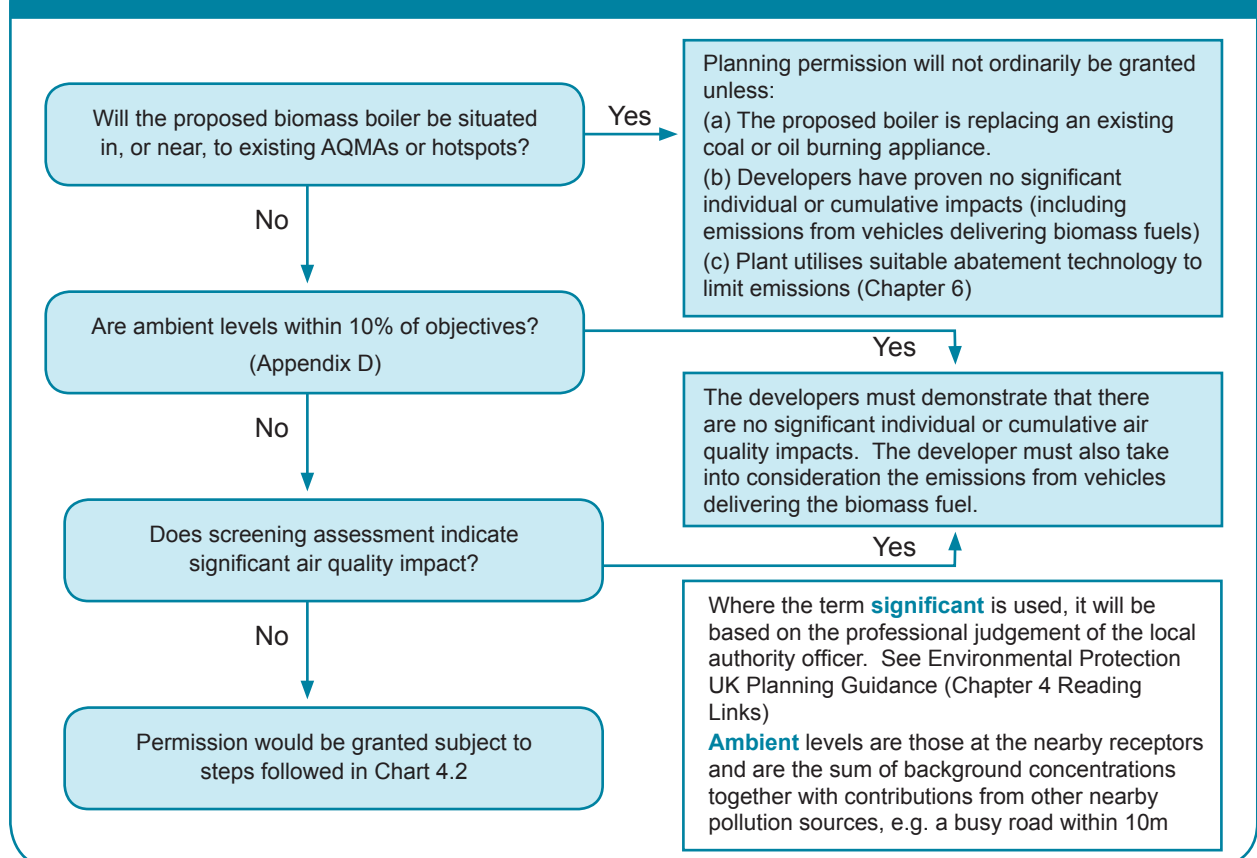 Will the proposed biomass boiler be situated
in, or near, to existing AQMAs or hotspots?
Yes
Planning permission will not ordinarily be granted
unless:
(a) The proposed boiler is replacing an existing
coal or oil burning appliance.
(b) Developers have proven no significant
individual or cumulative impacts (including
emissions from vehicles delivering biomass fuels)
(c) Plant utilises suitable abatement technology to
limit emissions (Chapter 6)
No
Are ambient levels within 10% of objectives?
(Appendix D)
Yes
The developers must demonstrate that there
are no significant individual or cumulative air
quality impacts.  The developer must also take
into consideration the emissions from vehicles
delivering the biomass fuel.
No
Does screening assessment indicate
significant air quality impact?
Yes
No
Permission would be granted subject to
steps followed in Chart 4.2
Where the term significant is used, it will be
based on the professional judgement of the local
authority officer.  See Environmental Protection
UK Planning Guidance (Chapter 4 Reading
Links)
Ambient levels are those at the nearby receptors
and are the sum of background concentrations
together with contributions from other nearby
pollution sources, e.g. a busy road within 10m